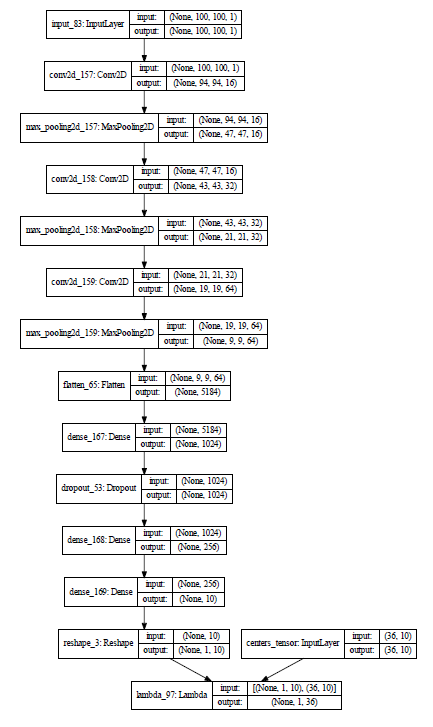 input_83: InputLayer
input: (None, 100, 100, 1)
output: (None, 100, 100, 1)
conv2d_157: Conv2D
input: (None, 100, 100, 1)
output: (None, 94, 94, 16)
max_pooling2d_157: MaxPooling2D
input: (None, 94, 94, 16)
output: (None, 47, 47, 16)
conv2d_158: Conv2D
input: (None, 47, 47, 16)
output: (None, 43, 43, 32)
max_pooling2d_158: MaxPooling2D
input: (None, 43, 43, 32)
output: (None, 21, 21, 32)
conv2d_159: Conv2D
input: (None, 21, 21, 32)
output: (None, 19, 19, 64)
max_pooling2d_159: MaxPooling2D
input: (None, 19, 19, 64)
output: (None, 9, 9, 64)
flatten_65: Flatten
input: (None, 9, 9, 64)
output: (None, 5184)
dense_167: Dense
input: (None, 5184)
output: (None, 1024)
dropout_53: Dropout
input: (None, 1024)
output: (None, 1024)
dense_168: Dense
input: (None, 1024)
output: (None, 256)
dense_169: Dense
input: (None, 256)
output: (None, 10)
reshape_3: Reshape
input: (None, 10)
output: (None, 1, 10)
centers_tensor: InputLayer
input: (36, 10)
output: (36, 10)
lambda_97: Lambda
input: [(None, 1, 10), (36, 10)]
output: (None, 1, 36)